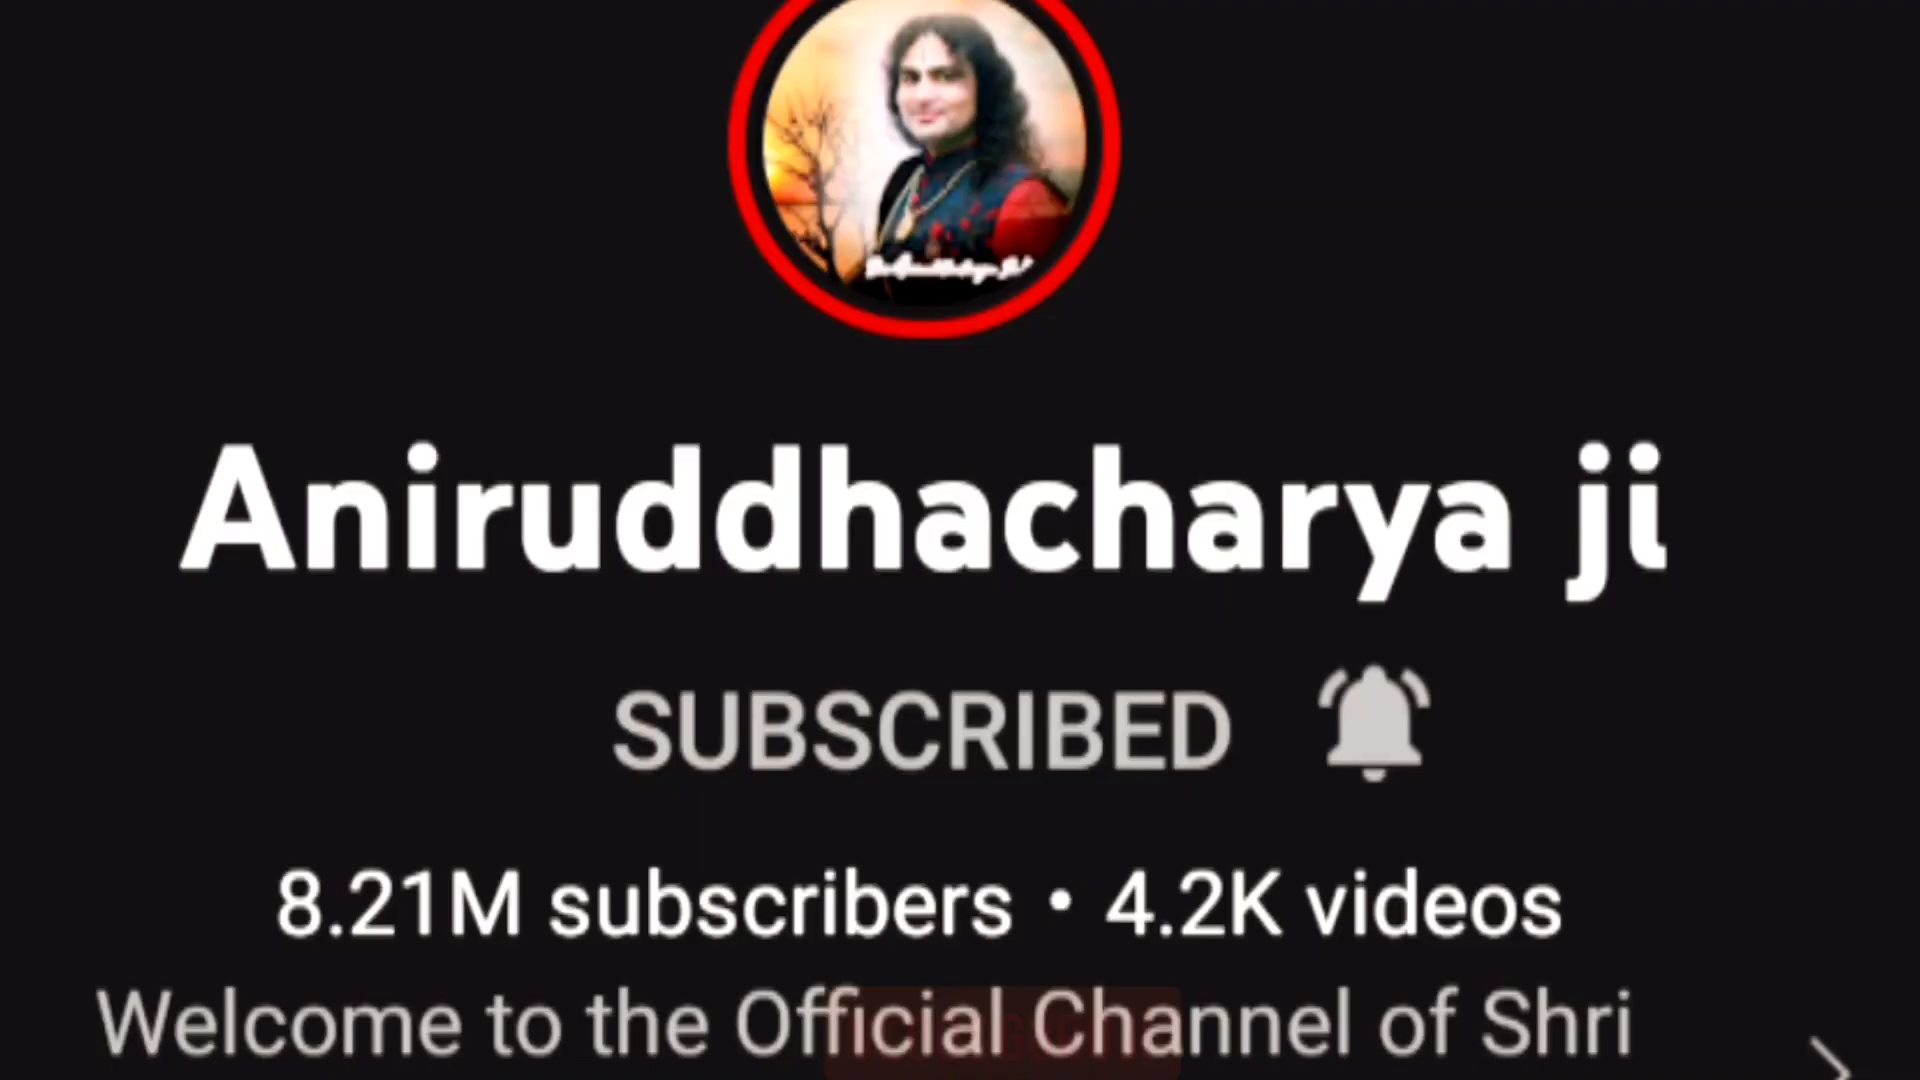 Aniruddhacharya ji
SUBSCRIBED
8.21M subscribers • 4.2K videos
Welcome to the Official Channel of Shri